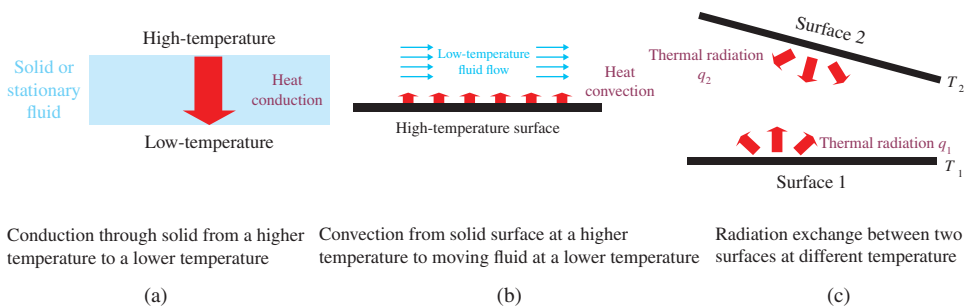 High-temperature
Solid or
stationary
fluid
Heat
conduction
Low-temperature
Conduction through solid from a higher
temperature to a lower temperature
(a)
Low-temperature
fluid flow
Heat
convection
High-temperature surface
Convection from solid surface at a higher
temperature to moving fluid at a lower temperature
(b)
Surface 2
Thermal radiation
q2
T2
Thermal radiation q1
T1
Surface 1
Radiation exchange between two
surfaces at different temperature
(c)